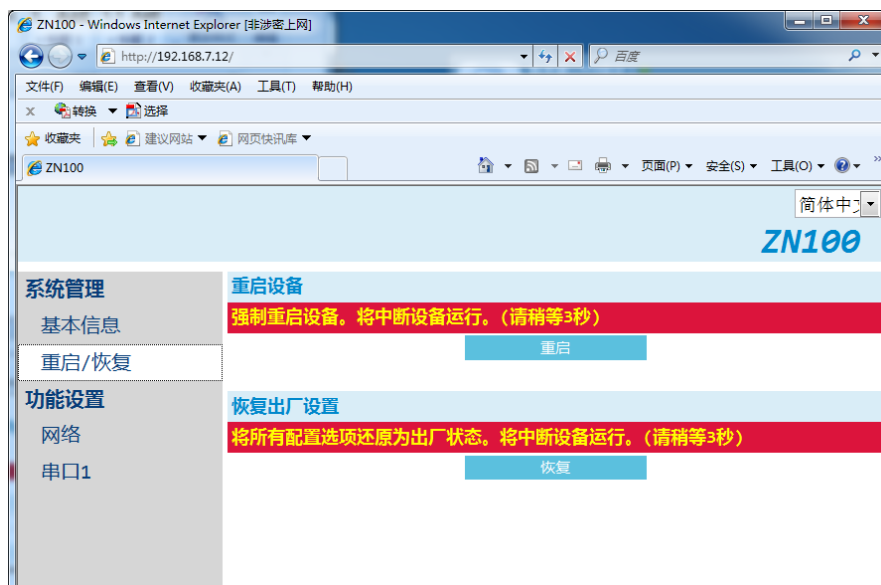 ZN100 - Windows Internet Explorer [非涉密上网]
http://192.168.7.12/
百度
文件(F) 编辑(E) 查看(V) 收藏夹(A) 工具(T) 帮助(H)
x 转换 选择
收藏夹 建议网站 网页快讯库
ZN100 页面(P) 安全(S) 工具(O)
简体中文
ZN100
系统管理
基本信息
重启/恢复
功能设置
网络
串口1
重启设备
强制重启设备。将中断设备运行。(请稍等3秒)
重启
恢复出厂设置
将所有配置选项还原为出厂状态。将中断设备运行。(请稍等3秒)
恢复